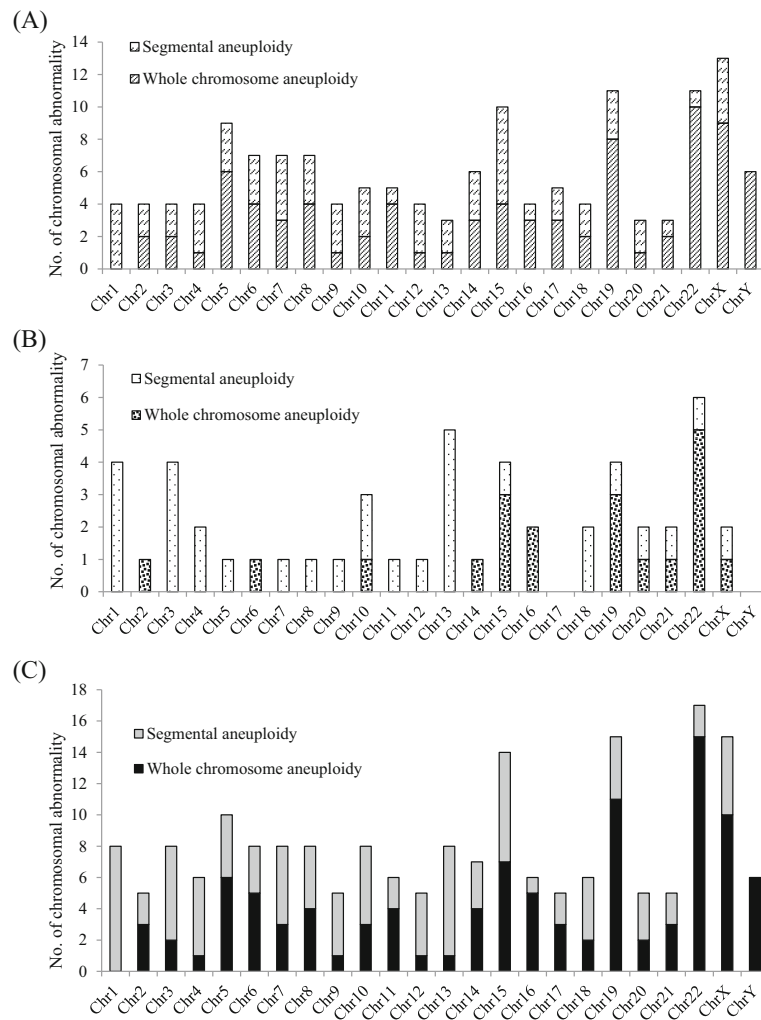 (A)
No. of chromosomal abnormality
14
12
10
8
6
4
2
0
Segmental aneuploidy
Whole chromosome aneuploidy
Chr1 Chr2 Chr3 Chr4 Chr5 Chr6 Chr7 Chr8 Chr9 Chr10 Chr11 Chr12 Chr13 Chr14 Chr15 Chr16 Chr17 Chr18 Chr19 Chr20 Chr21 Chr22 ChrX ChrY
(B)
No. of chromosomal abnormality
7
6
5
4
3
2
1
0
Segmental aneuploidy
Whole chromosome aneuploidy
Chr1 Chr2 Chr3 Chr4 Chr5 Chr6 Chr7 Chr8 Chr9 Chr10 Chr11 Chr12 Chr13 Chr14 Chr15 Chr16 Chr17 Chr18 Chr19 Chr20 Chr21 Chr22 ChrX ChrY
(C)
No. of chromosomal abnormality
18
16
14
12
10
8
6
4
2
0
Segmental aneuploidy
Whole chromosome aneuploidy
Chr1 Chr2 Chr3 Chr4 Chr5 Chr6 Chr7 Chr8 Chr9 Chr10 Chr11 Chr12 Chr13 Chr14 Chr15 Chr16 Chr17 Chr18 Chr19 Chr20 Chr21 Chr22 ChrX ChrY